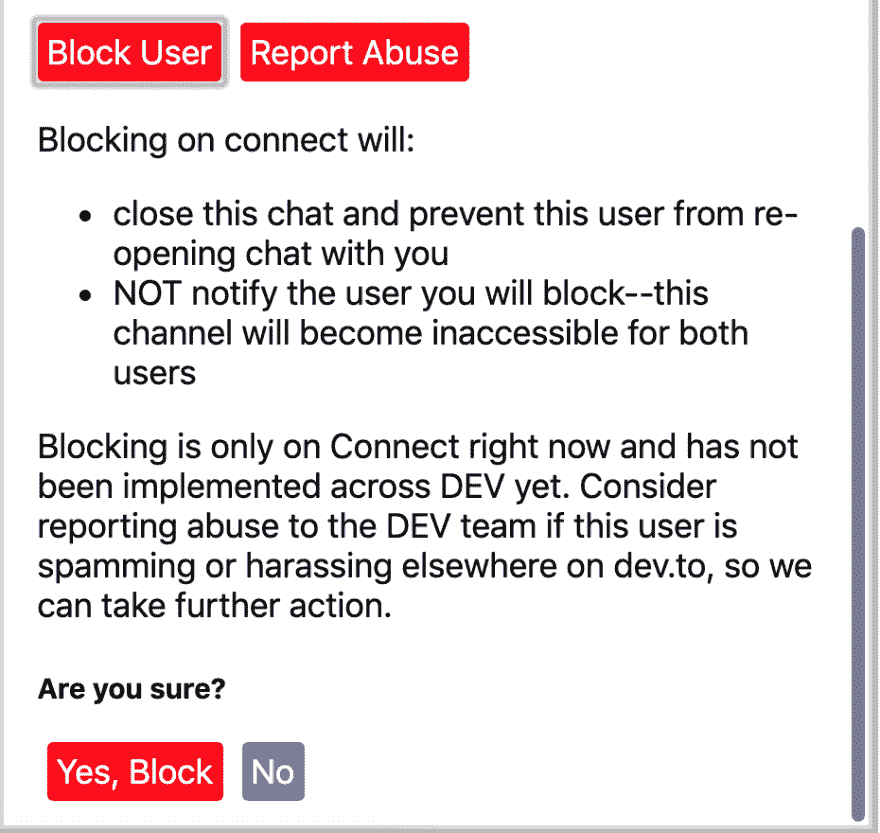 Block User Report Abuse
Blocking on connect will:
• close this chat and prevent this user from re-
opening chat with you
• NOT notify the user you will block--this
channel will become inaccessible for both
users
Blocking is only on Connect right now and has not
been implemented across DEV yet. Consider
reporting abuse to the DEV team if this user is
spamming or harassing elsewhere on dev.to, so we
can take further action.
Are you sure?
Yes, Block No